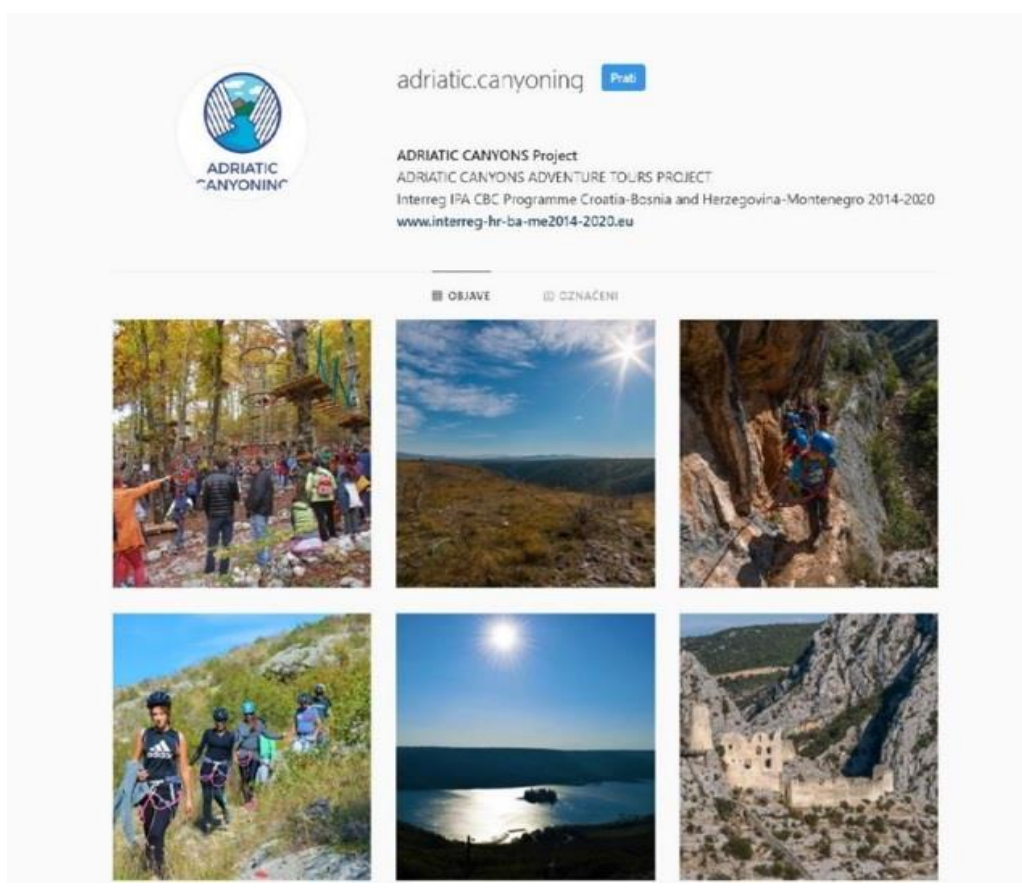 adriatic.canyoning
Prati
ADRIATIC
CANYONING
ADRIATIC CANYONS Project
ADRIATIC CANYONS ADVENTURE TOURS PROJECT
Interreg IPA CBC Programme Croatia-Bosnia and Herzegovina-Montenegro 2014-2020
www.interreg-hr-ba-me2014-2020.eu
OBJAVE
OZNAČENI
adidas